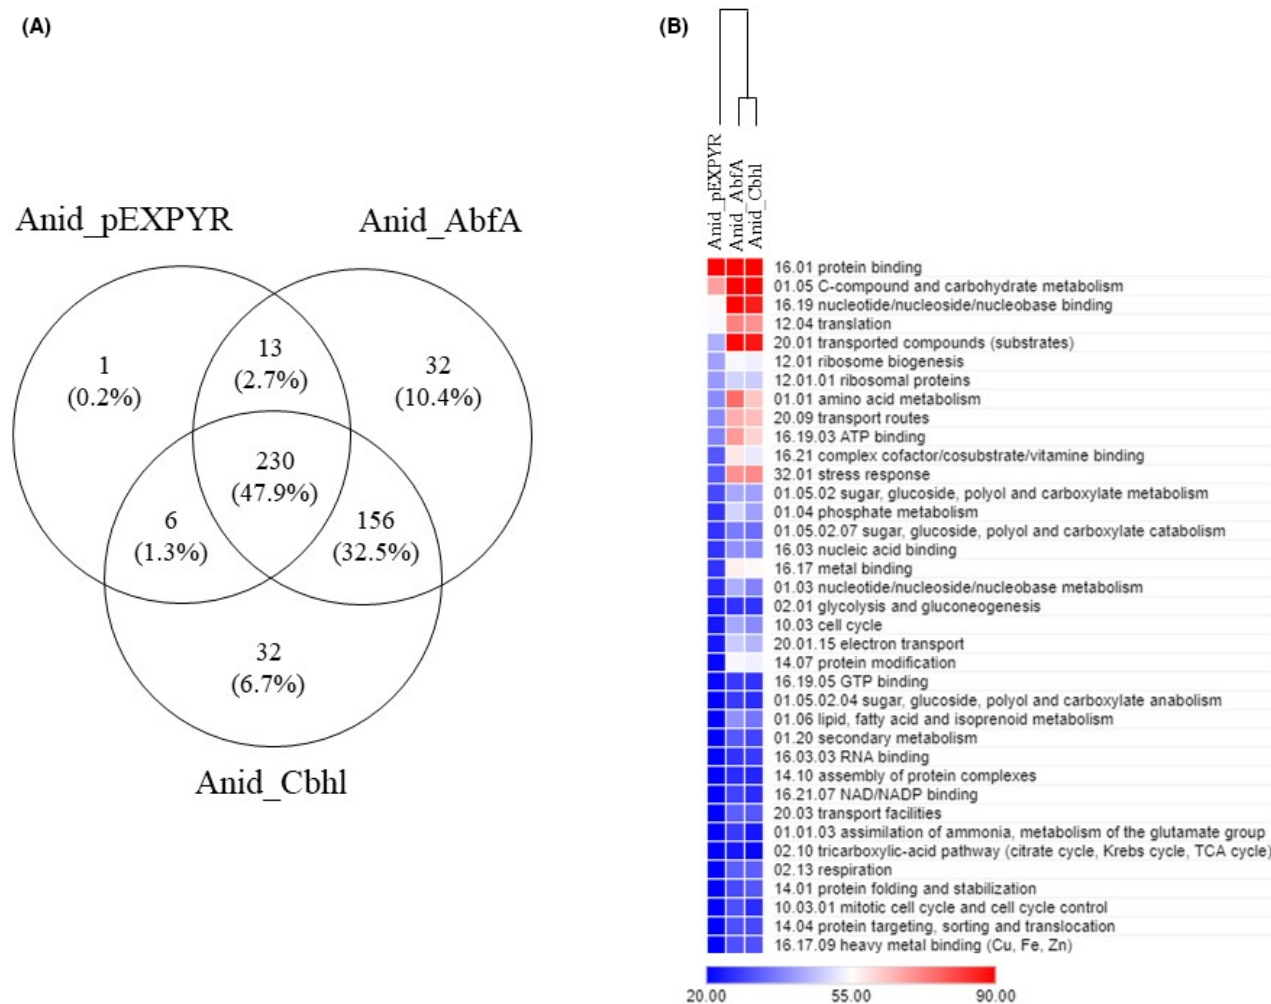 (A)
Anid_pEXPYR
Anid_AbfA
1
(0.2%)
13
(2.7%)
32
(10.4%)
230
(47.9%)
6
(1.3%)
156
(32.5%)
32
(6.7%)
Anid_Cbhl
(B)
Anid_pEXPYR
Anid_AbfA
Anid_Cbhl
16.01 protein binding
01.05 C-compound and carbohydrate metabolism
16.19 nucleotide/nucleoside/nucleobase binding
12.04 translation
20.01 transported compounds (substrates)
12.01 ribosome biogenesis
12.01.01 ribosomal proteins
01.01 amino acid metabolism
20.09 transport routes
16.19.03 ATP binding
16.21 complex cofactor/cosubstrate/vitamine binding
32.01 stress response
01.05.02 sugar, glucoside, polyol and carboxylate metabolism
01.04 phosphate metabolism
01.05.02.07 sugar, glucoside, polyol and carboxylate catabolism
16.03 nucleic acid binding
16.17 metal binding
01.03 nucleotide/nucleoside/nucleobase metabolism
02.01 glycolysis and gluconeogenesis
10.03 cell cycle
20.01.15 electron transport
14.07 protein modification
16.19.05 GTP binding
01.05.02.04 sugar, glucoside, polyol and carboxylate anabolism
01.06 lipid, fatty acid and isoprenoid metabolism
01.20 secondary metabolism
16.03.03 RNA binding
14.10 assembly of protein complexes
16.21.07 NAD/NADP binding
20.03 transport facilities
01.01.03 assimilation of ammonia, metabolism of the glutamate group
02.10 tricarboxylic-acid pathway (citrate cycle, Krebs cycle, TCA cycle)
02.13 respiration
14.01 protein folding and stabilization
10.03.01 mitotic cell cycle and cell cycle control
14.04 protein targeting, sorting and translocation
16.17.09 heavy metal binding (Cu, Fe, Zn)
20.00 55.00 90.00